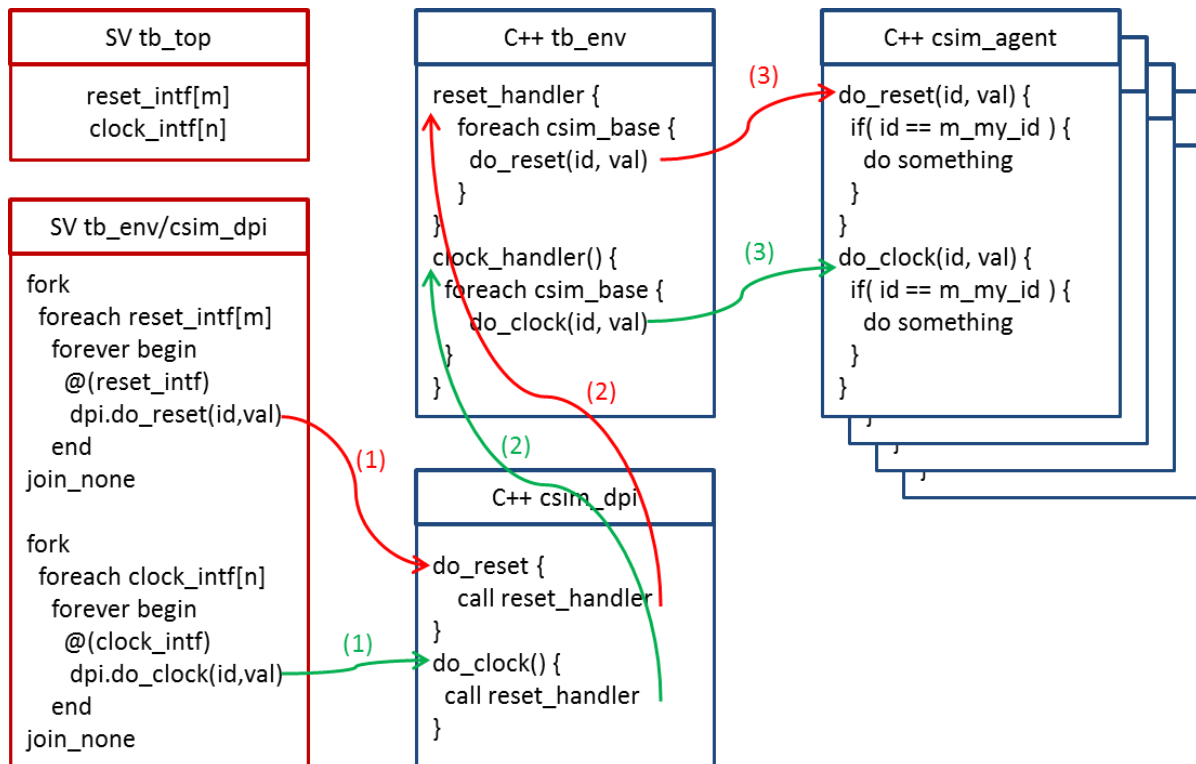 SV tb_top
reset_intf[m]
clock_intf[n]
SV tb_env/csim_dpi
fork
foreach reset_intf[m]
forever begin
@(reset_intf)
dpi.do_reset(id,val)
end
join_none
fork
foreach clock_intf[n]
forever begin
@(clock_intf)
dpi.do_clock(id,val)
end
join_none
(1)
(1)
C++ tb_env
reset_handler {
foreach csim_base {
do_reset(id, val)
}
}
clock_handler() {
foreach csim_base {
do_clock(id, val)
}
}
(2)
(2)
C++ csim_dpi
do_reset {
call reset_handler
}
do_clock() {
call reset_handler
}
(3)
(3)
C++ csim_agent
do_reset(id, val) {
if( id == m_my_id ) {
do something
}
}
do_clock(id, val) {
if( id == m_my_id ) {
do something
}
}
}
}
}